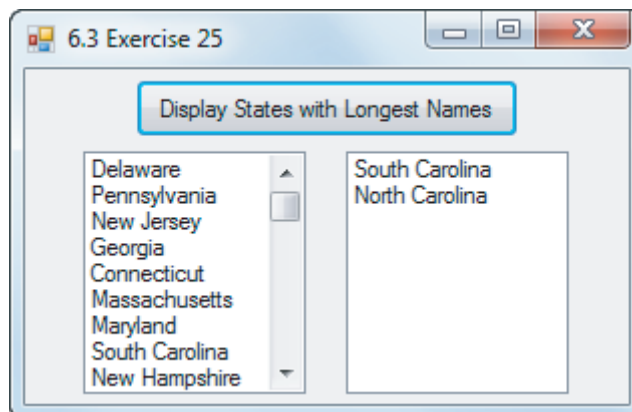 6.3 Exercise 25
Display States with Longest Names
Delaware
Pennsylvania
New Jersey
Georgia
Connecticut
Massachusetts
Maryland
South Carolina
New Hampshire
South Carolina
North Carolina